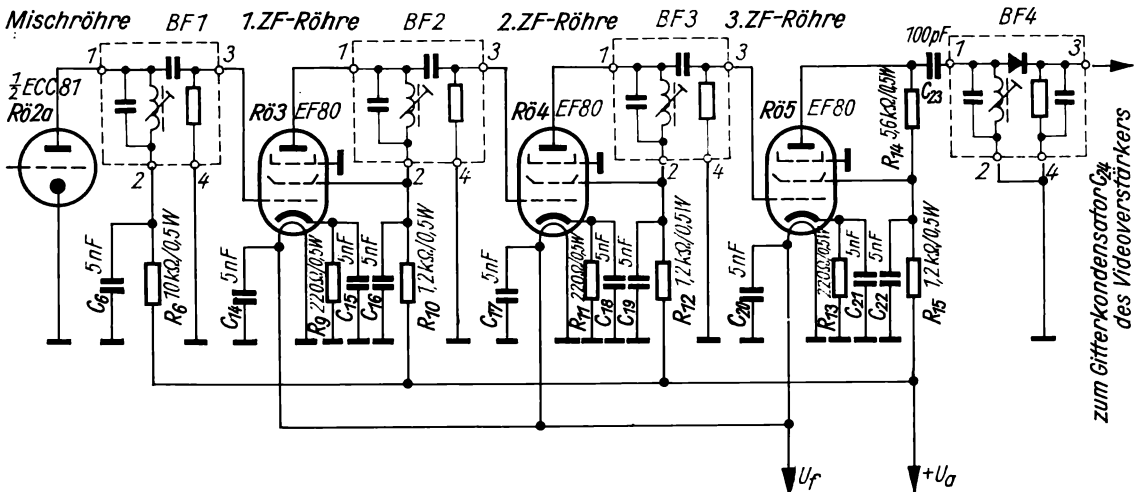 Mischröhre
BF1
1.ZF-Röhre
BF2
2.ZF-Röhre
BF3
3.ZF-Röhre
BF4
1
3
1
3
1
3
100pF
1
3
½ECC81
Rö2a
Rö3
EF80
Rö4
EF80
Rö5
EF80
C23
R14
5,6kΩ/0,5W
2
4
2
4
2
4
2
4
C6
5nF
R6
10kΩ/0,5W
C14
5nF
R9
220Ω/0,5W
C15
5nF
C16
5nF
R10
1,2kΩ/0,5W
C17
5nF
R11
220Ω/0,5W
C18
5nF
C19
5nF
R12
1,2kΩ/0,5W
C20
5nF
R13
220Ω/0,5W
C21
5nF
C22
5nF
R15
1,2kΩ/0,5W
zum Gitterkondensator C24
des Videoverstärkers
Uf
+Ua